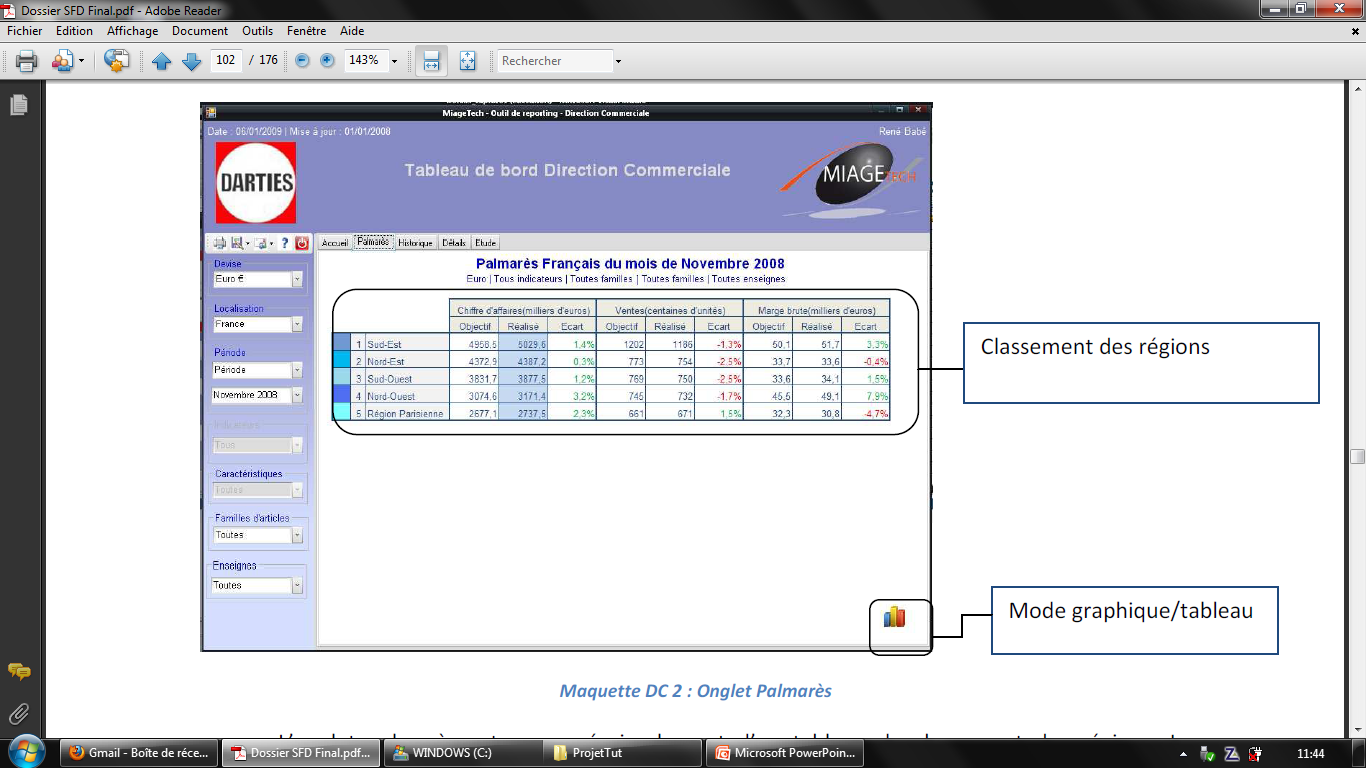 Dossier SFD Final.pdf - Adobe Reader
Fichier Edition Affichage Document Outils Fenêtre Aide
102 / 176 143% Rechercher
MiageTech - Outil de reporting - Direction Commerciale
Date : 06/01/2009 | Mise à jour : 01/01/2008
René Babé
DARTIES
Tableau de bord Direction Commerciale
MIAGETECH
Accueil Palmarès Historique Détails Etude
Devise
Euro €
Localisation
France
Période
Période
Novembre 2008
Indicateurs
Tous
Caractéristiques
Toutes
Familles d'articles
Toutes
Enseignes
Toutes
Palmarès Français du mois de Novembre 2008
Euro | Tous indicateurs | Toutes familles | Toutes familles | Toutes enseignes
Chiffre d'affaires(milliers d'euros) Ventes(centaines d'unités) Marge brute(milliers d'euros)
Objectif Réalisé Ecart Objectif Réalisé Ecart Objectif Réalisé Ecart
1 Sud-Est 4958,5 5029,6 1,4% 1202 1186 -1,3% 50,1 51,7 3,3%
2 Nord-Est 4372,9 4387,2 0,3% 773 754 -2,5% 33,7 33,6 -0,4%
3 Sud-Ouest 3831,7 3877,5 1,2% 769 750 -2,5% 33,6 34,1 1,5%
4 Nord-Ouest 3074,6 3171,4 3,2% 745 732 -1,7% 45,5 49,1 7,9%
5 Région Parisienne 2677,1 2737,5 2,3% 661 671 1,5% 32,3 30,8 -4,7%
Classement des régions
Mode graphique/tableau
Maquette DC 2 : Onglet Palmarès
Gmail - Boîte de réce... Dossier SFD Final.pdf... WINDOWS (C:) ProjetTut Microsoft PowerPoin... 11:44